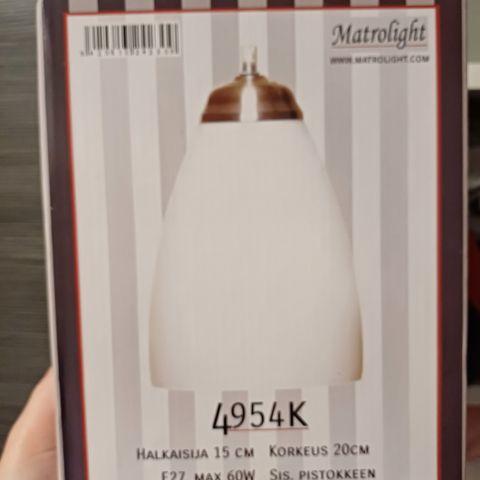 Matrolight
WWW.MATROLIGHT.COM
4954K
HALKAISIJA 15 CM KORKEUS 20CM
E27 MAX 60W SIS. PISTOKKEEN